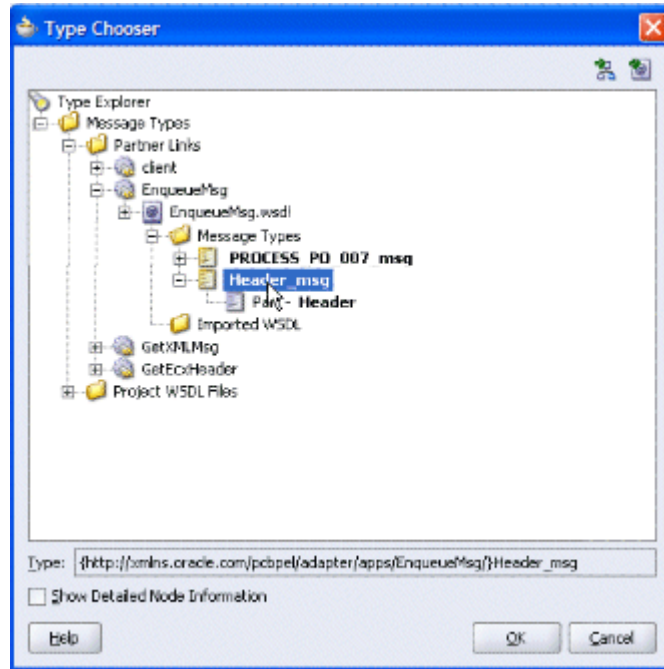 Type Chooser
Type Explorer
Message Types
Partner Links
client
EnqueueMsg
EnqueueMsg.wsdl
Message Types
PROCESS_PO_007_msg
Header_msg
Part - Header
Imported WSDL
GetXMLMsg
GetEcxHeader
Project WSDL Files
Type: {http://xmlns.oracle.com/pcbpel/adapter/apps/EnqueueMsg/}Header_msg
Show Detailed Node Information
Help OK Cancel